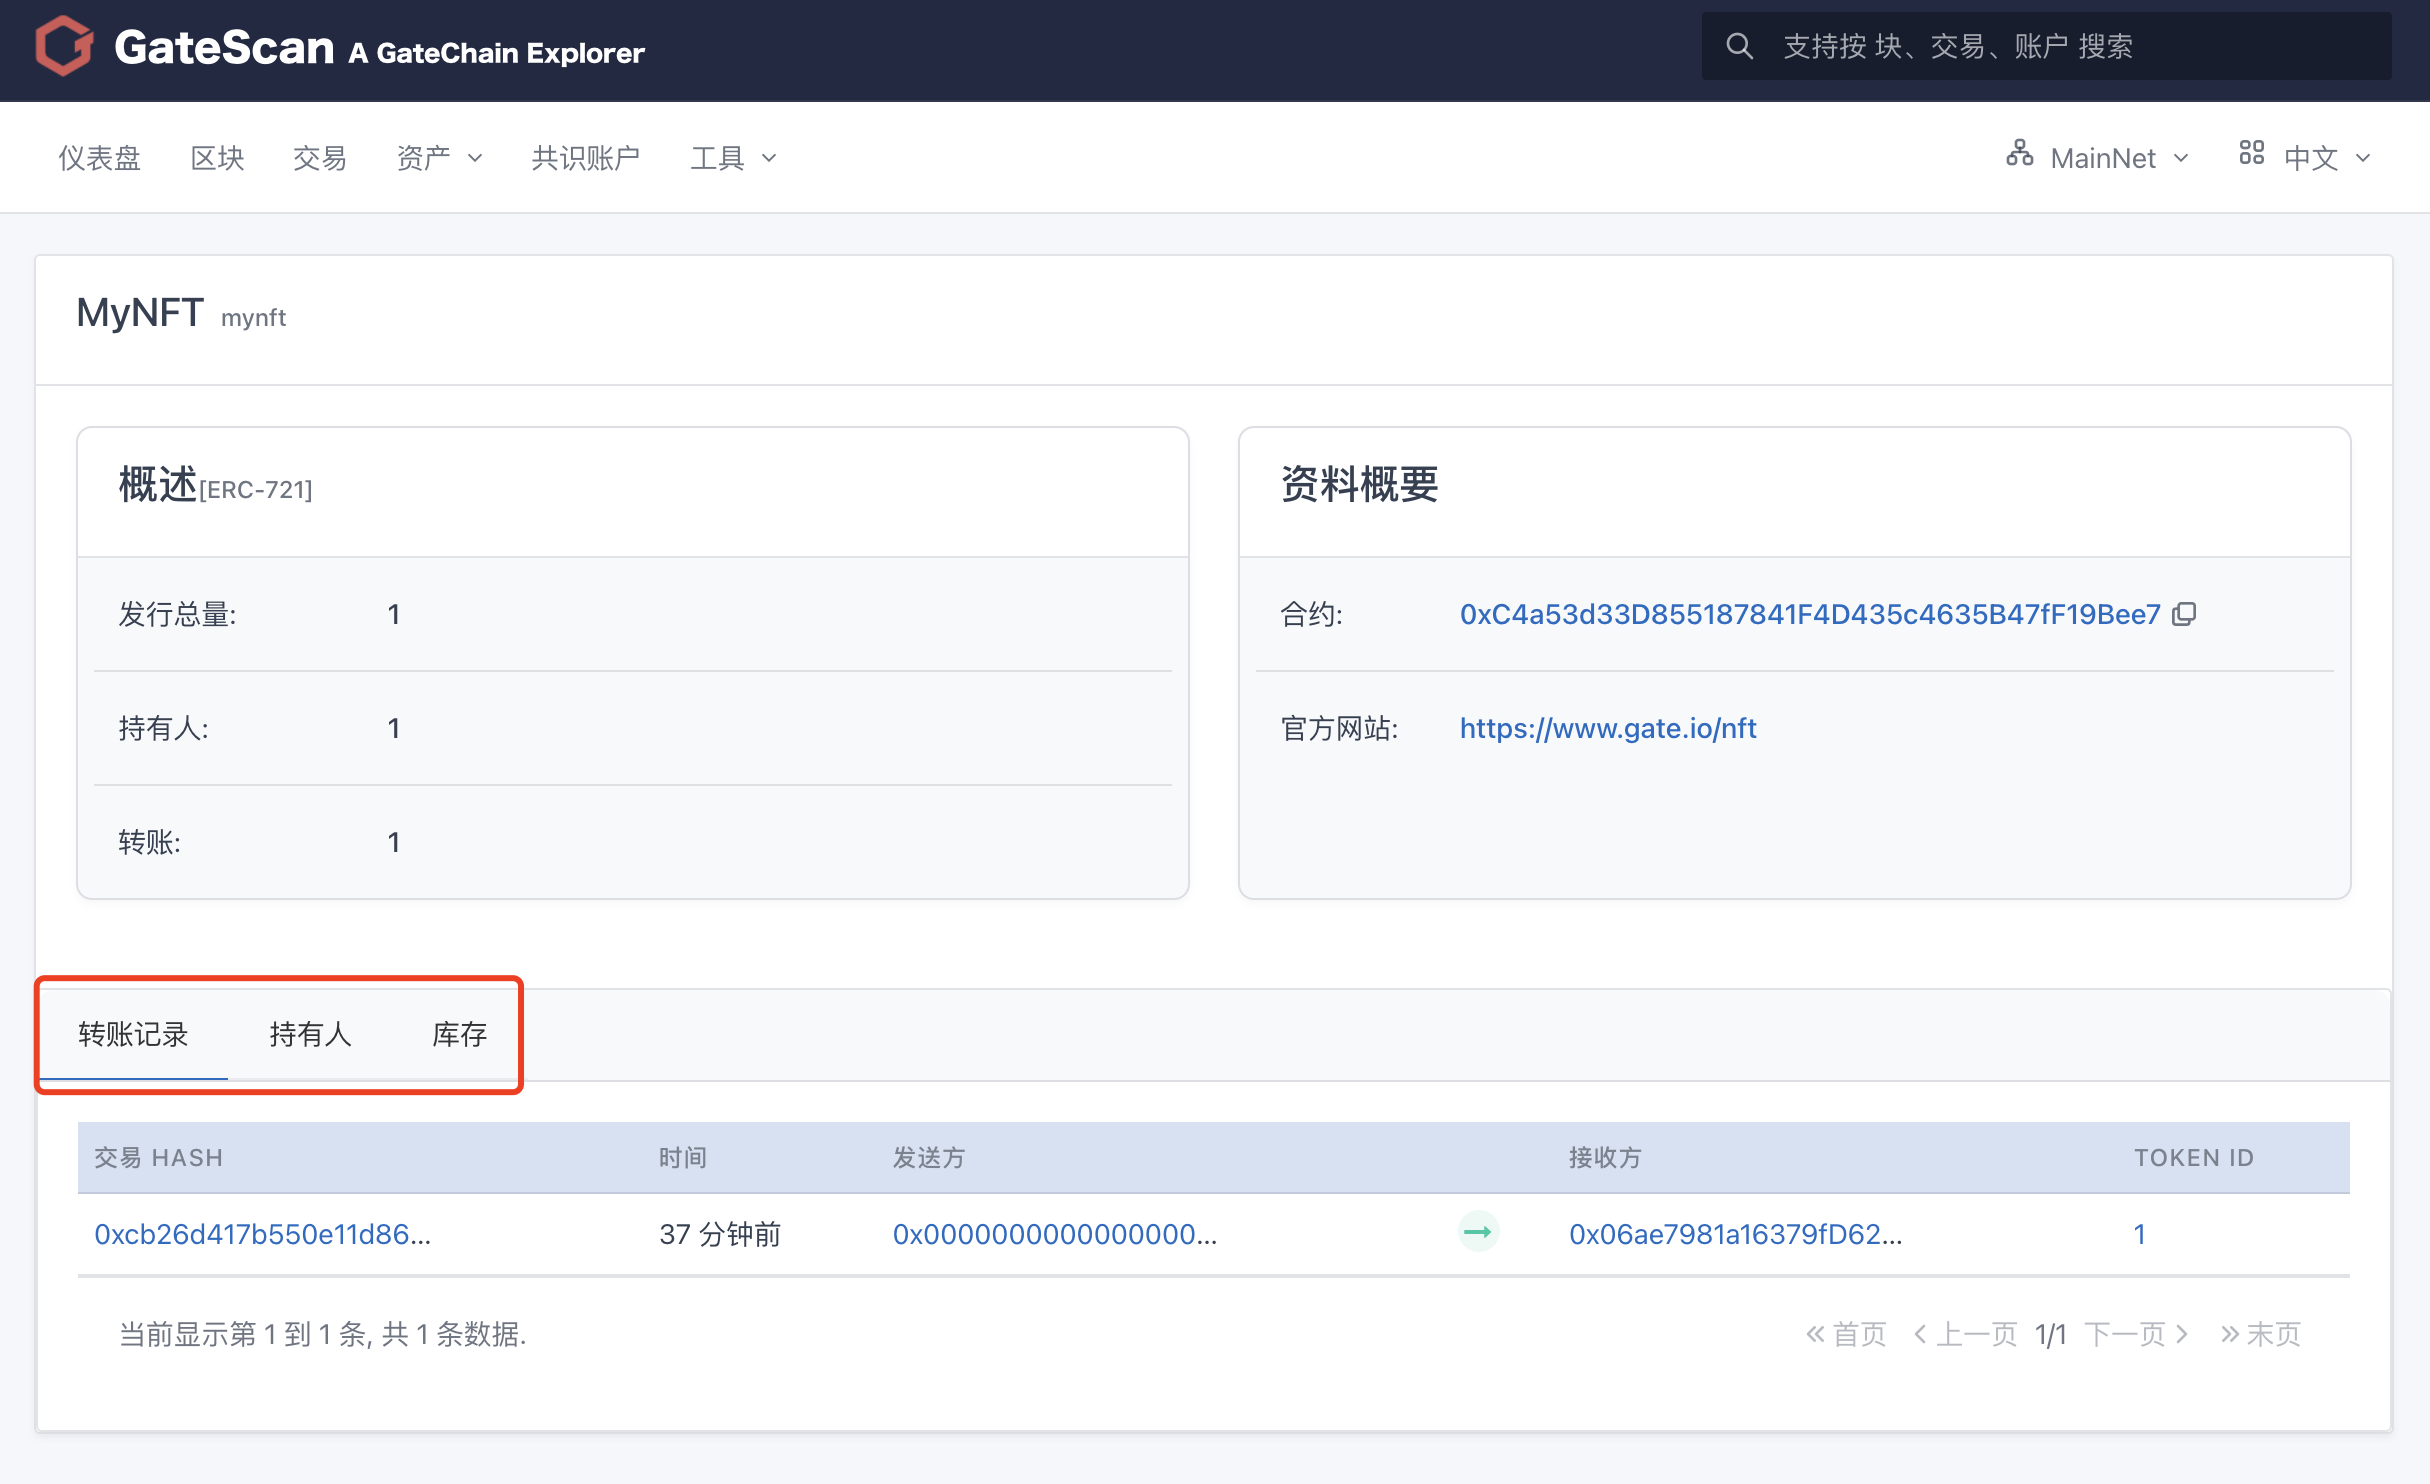 GateScan A GateChain Explorer
支持按 块、交易、账户 搜索
仪表盘 区块 交易 资产 共识账户 工具 MainNet 中文
MyNFT mynft
概述[ERC-721]
发行总量: 1
持有人: 1
转账: 1
资料概要
合约: 0xC4a53d33D855187841F4D435c4635B47fF19Bee7
官方网站: https://www.gate.io/nft
转账记录 持有人 库存
交易 HASH 时间 发送方 接收方 TOKEN ID
0xcb26d417b550e11d86... 37 分钟前 0x0000000000000000... 0x06ae7981a16379fD62... 1
当前显示第 1 到 1 条, 共 1 条数据.
« 首页 < 上一页 1/1 下一页 > » 末页